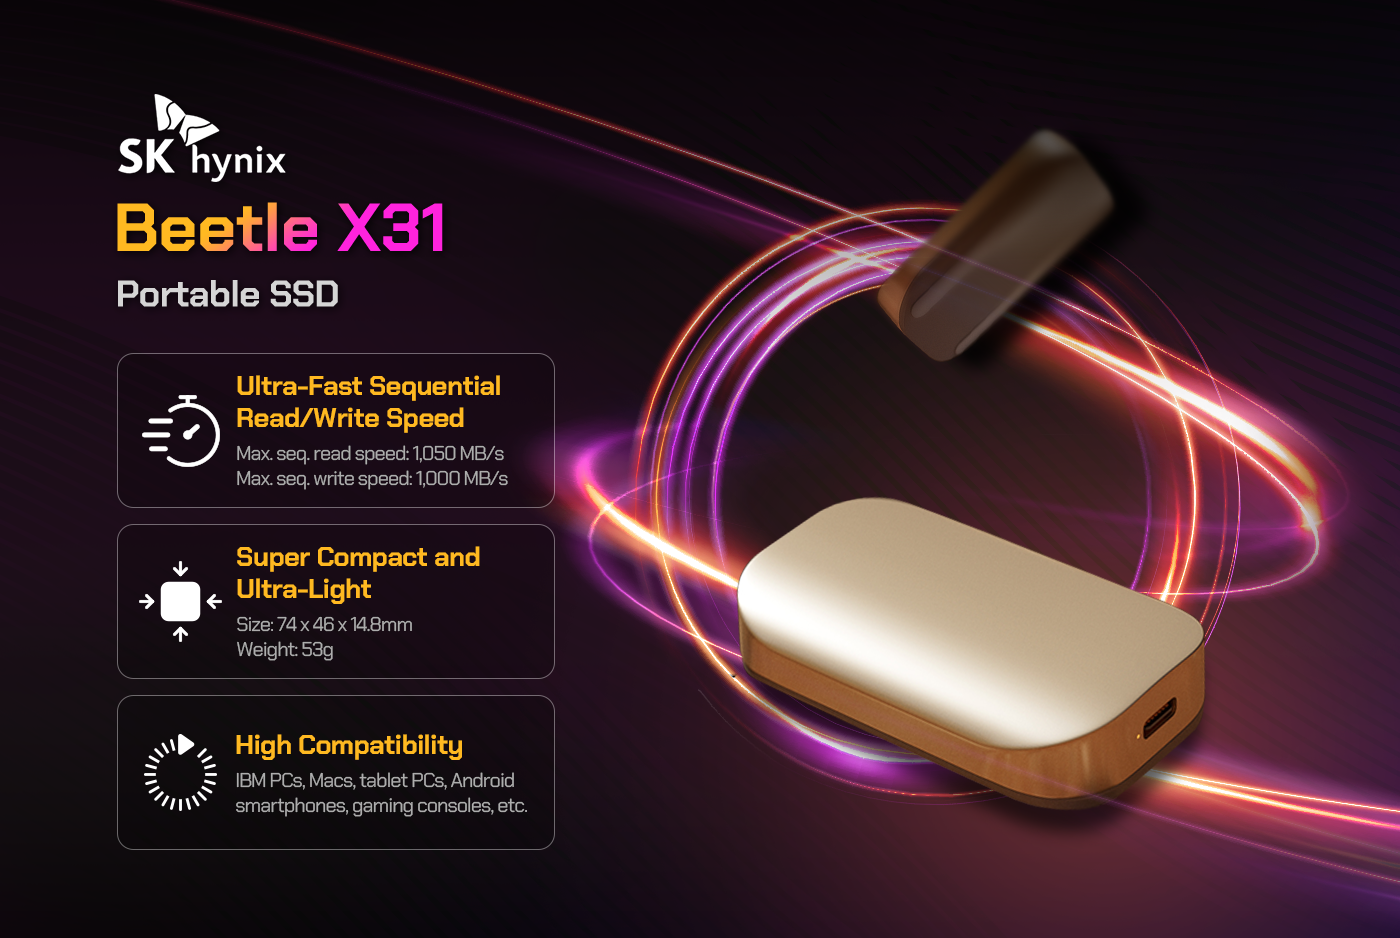 SK hynix
Beetle X31
Portable SSD
Ultra-Fast Sequential
Read/Write Speed
Max. seq. read speed: 1,050 MB/s
Max. seq. write speed: 1,000 MB/s
Super Compact and
Ultra-Light
Size: 74 x 46 x 14.8mm
Weight: 53g
High Compatibility
IBM PCs, Macs, tablet PCs, Android
smartphones, gaming consoles, etc.